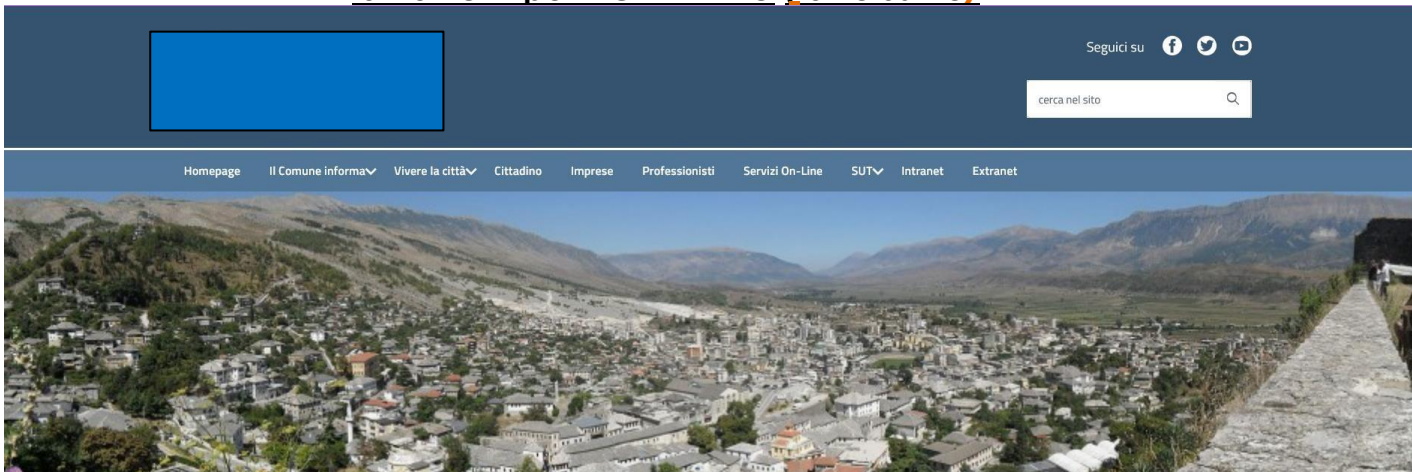 Seguici su
cerca nel sito
Homepage Il Comune informa Vivere la città Cittadino Imprese Professionisti Servizi On-Line SUT Intranet Extranet